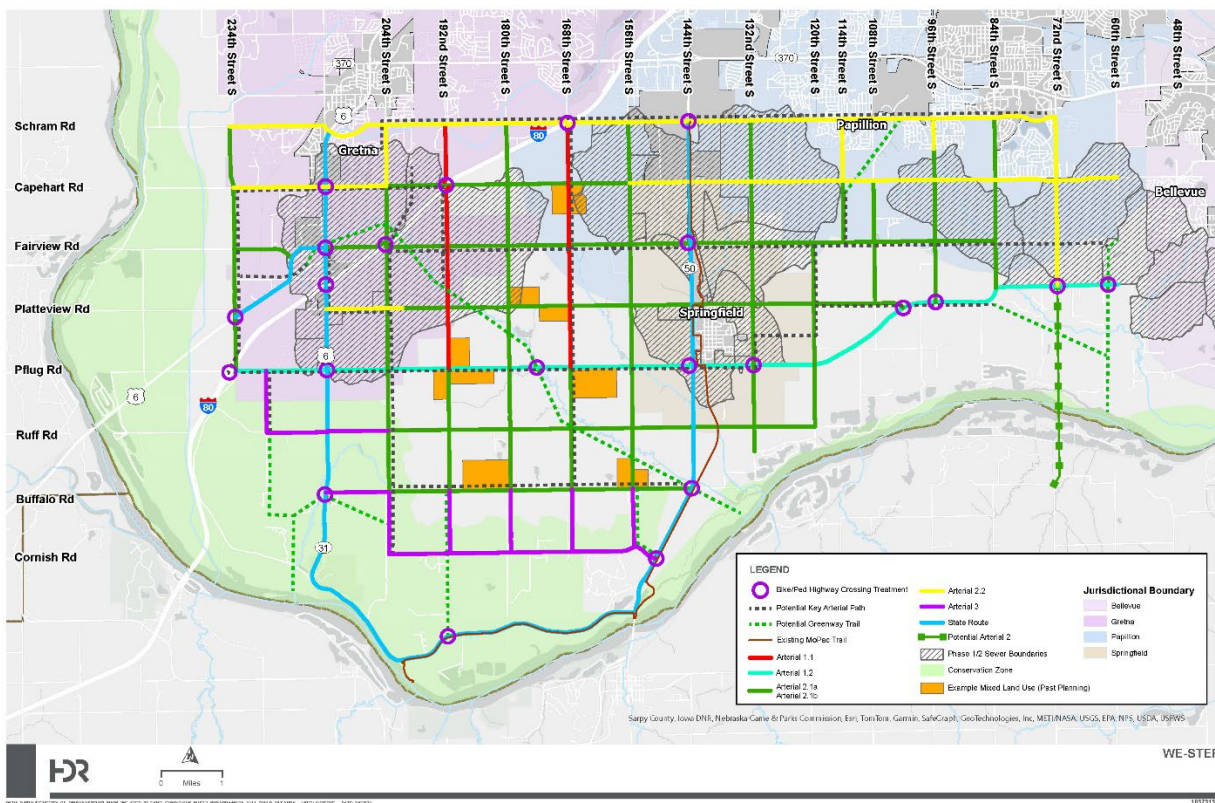 234th Street S
204th Street S
192nd Street S
180th Street S
168th Street S
156th Street S
144th Street S
132nd Street S
120th Street S
114th Street S
108th Street S
96th Street S
84th Street S
72nd Street S
60th Street S
48th Street S
370
370
6
Schram Rd
80
Papillion
Gretna
Capehart Rd
Bellevue
Fairview Rd
50
Platteview Rd
Springfield
6
Pflug Rd
6
80
Ruff Rd
Buffalo Rd
31
Cornish Rd
LEGEND
Bike/Ped Highway Crossing Treatment
Potential Key Arterial Path
Potential Greenway Trail
Existing MoPac Trail
Arterial 1.1
Arterial 1.2
Arterial 2.1a
Arterial 2.1b
Arterial 2.2
Arterial 3
State Route
Potential Arterial 2
Phase 1/2 Sewer Boundaries
Conservation Zone
Example Mixed Land Use (Past Planning)
Jurisdictional Boundary
Bellevue
Gretna
Papillion
Springfield
Sarpy County, Iowa DNR, Nebraska Game & Parks Commission, Esri, TomTom, Garmin, SafeGraph, GeoTechnologies, Inc, METI/NASA, USGS, EPA, NPS, USDA, USFWS
HDR
0 Miles 1
WE-STEP